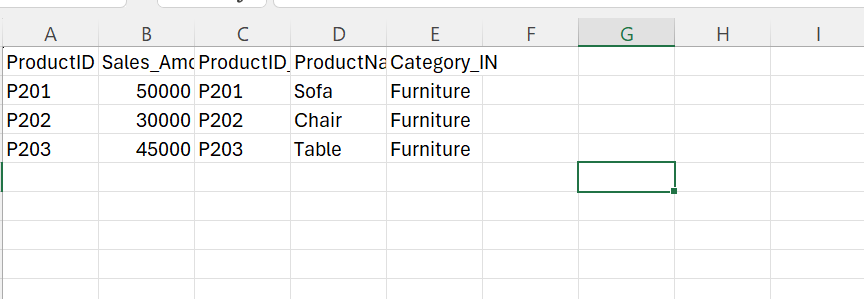 A B C D E F G H I
ProductID Sales_Amo ProductID_ ProductNa Category_IN
P201 50000 P201 Sofa Furniture
P202 30000 P202 Chair Furniture
P203 45000 P203 Table Furniture